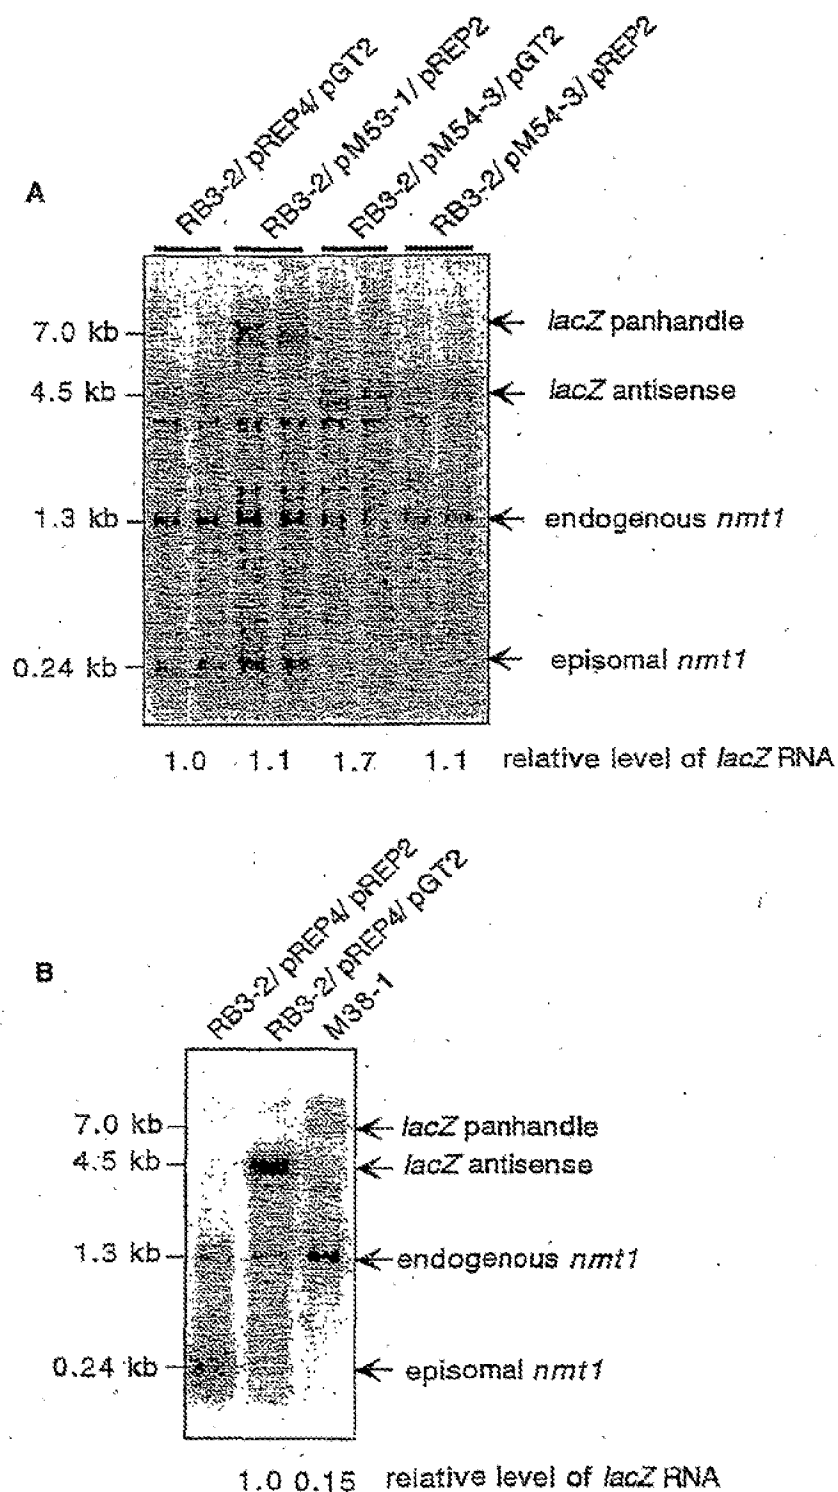 A
RB3-2/ pREP4/ pGT2
RB3-2/ pM53-1/ pREP2
RB3-2/ pM54-3/ pGT2
RB3-2/ pM54-3/ pREP2
7.0 kb
lacZ panhandle
4.5 kb
lacZ antisense
1.3 kb
endogenous nmt1
0.24 kb
episomal nmt1
1.0 1.1 1.7 1.1 relative level of lacZ RNA
B
RB3-2/ pREP4/ pREP2
RB3-2/ pREP4/ pGT2
M38-1
7.0 kb
lacZ panhandle
4.5 kb
lacZ antisense
1.3 kb
endogenous nmt1
0.24 kb
episomal nmt1
1.0 0.15 relative level of lacZ RNA